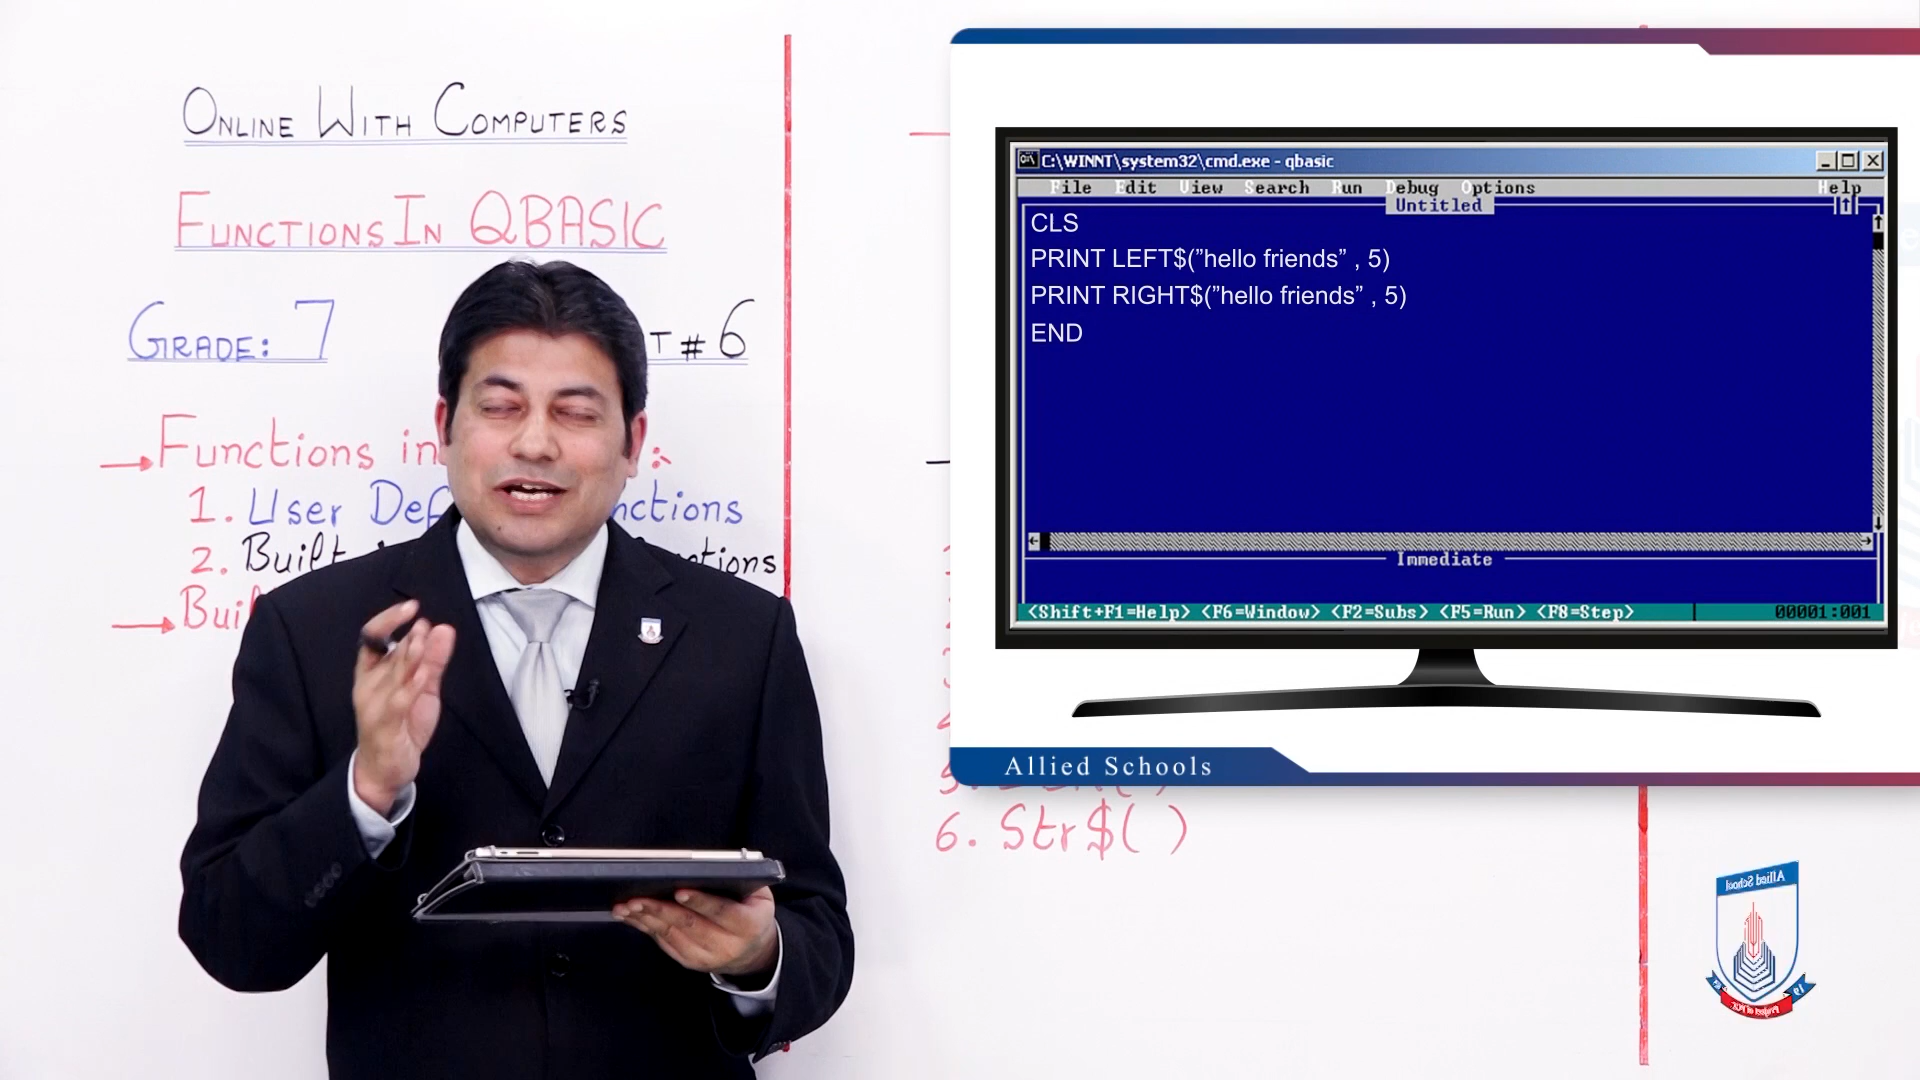 ONLINE WITH COMPUTERS
FUNCTIONS IN QBASIC
GRADE: 7
T # 6
→ Functions in :
1. User Def nctions
2. Built
→ Bui
C:\WINNT\system32\cmd.exe - qbasic
File Edit View Search Run Debug Options Help
Untitled
CLS
PRINT LEFT$(”hello friends” , 5)
PRINT RIGHT$(”hello friends” , 5)
END
Immediate
<Shift+F1=Help> <F6=Window> <F2=Subs> <F5=Run> <F8=Step> 00001:001
Allied Schools
6. Str$( )
Allied School